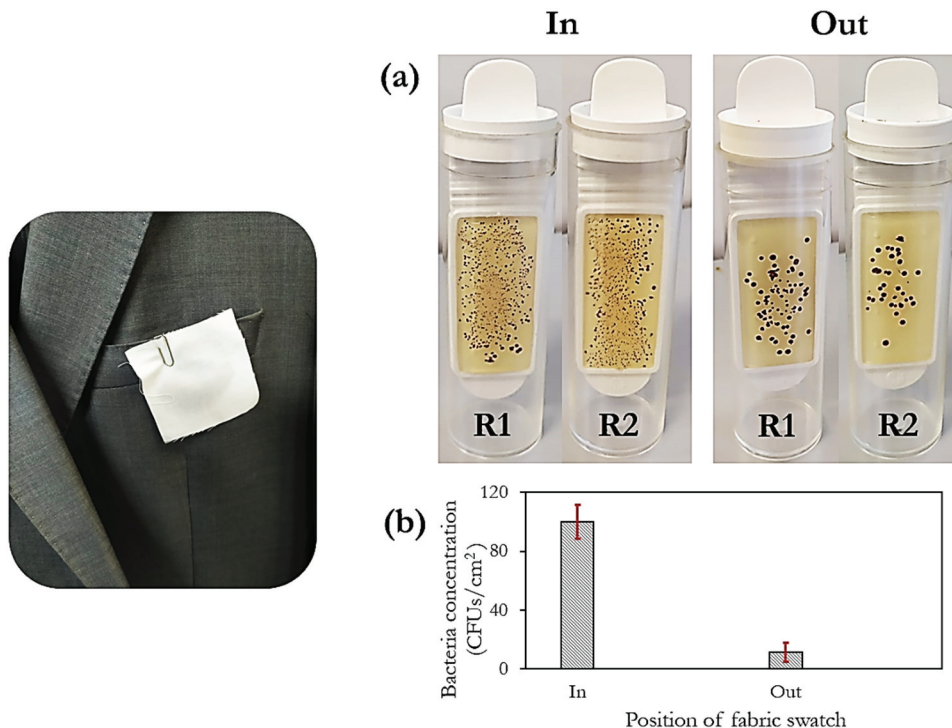 In
Out
(a)
R1
R2
R1
R2
(b)
Bacteria concentration
(CFUs/cm²)
120
80
40
0
In
Out
Position of fabric swatch